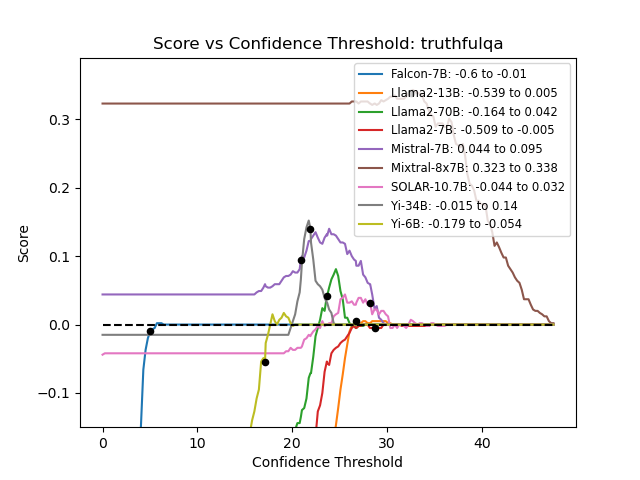 Score vs Confidence Threshold: truthfulqa
Falcon-7B: -0.6 to -0.01
Llama2-13B: -0.539 to 0.005
Llama2-70B: -0.164 to 0.042
Llama2-7B: -0.509 to -0.005
Mistral-7B: 0.044 to 0.095
Mixtral-8x7B: 0.323 to 0.338
SOLAR-10.7B: -0.044 to 0.032
Yi-34B: -0.015 to 0.14
Yi-6B: -0.179 to -0.054
Score
0.3
0.2
0.1
0.0
−0.1
0 10 20 30 40
Confidence Threshold